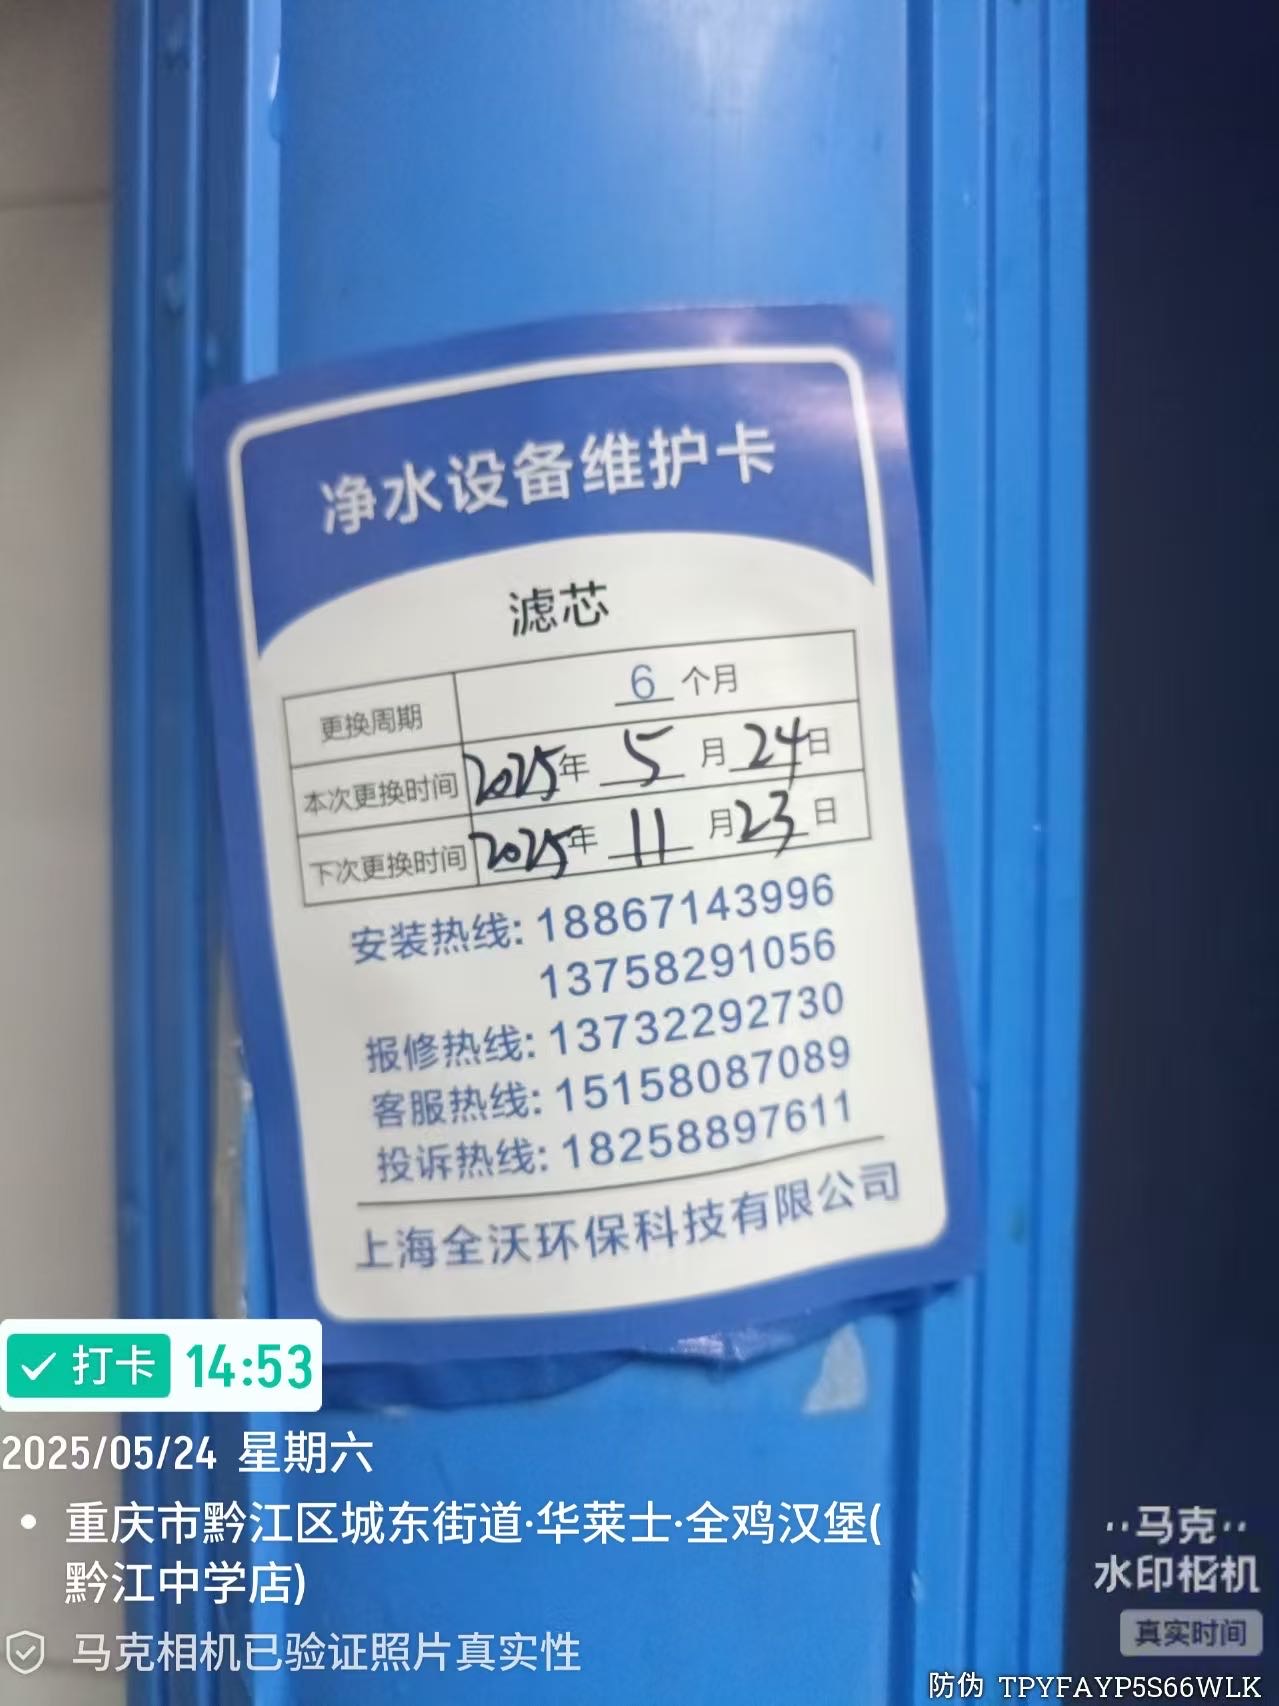 净水设备维护卡
滤芯
更换周期 6 个月
本次更换时间 2025年 5 月 24日
下次更换时间 2025年 11 月 23 日
安装热线: 18867143996
13758291056
报修热线: 13732292730
客服热线: 15158087089
投诉热线: 18258897611
上海全沃环保科技有限公司
打卡 14:53
2025/05/24 星期六
重庆市黔江区城东街道·华莱士·全鸡汉堡(
黔江中学店)
马克相机已验证照片真实性
马克
水印相机
真实时间
防伪 TPYFAYP5S66WLK